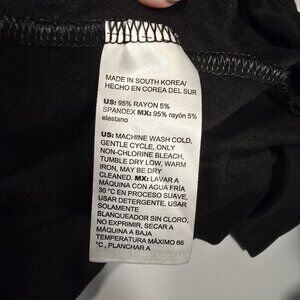 MADE IN SOUTH KOREA/
HECHO EN COREA DEL SUR
US: 95% RAYON 5%
SPANDEX MX: 95% rayón 5%
elastano
US: MACHINE WASH COLD,
GENTLE CYCLE, ONLY
NON-CHLORINE BLEACH,
TUMBLE DRY LOW, WARM
IRON, MAY BE DRY
CLEANED. MX: LAVAR A
MÁQUINA CON AGUA FRÍA
30 °C EN PROCESO SUAVE,
USAR DETERGENTE, USAR
SOLAMENTE
BLANQUEADOR SIN CLORO,
NO EXPRIMIR, SECAR A
MÁQUINA A BAJA
TEMPERATURA MÁXIMO 66
°C, PLANCHAR A